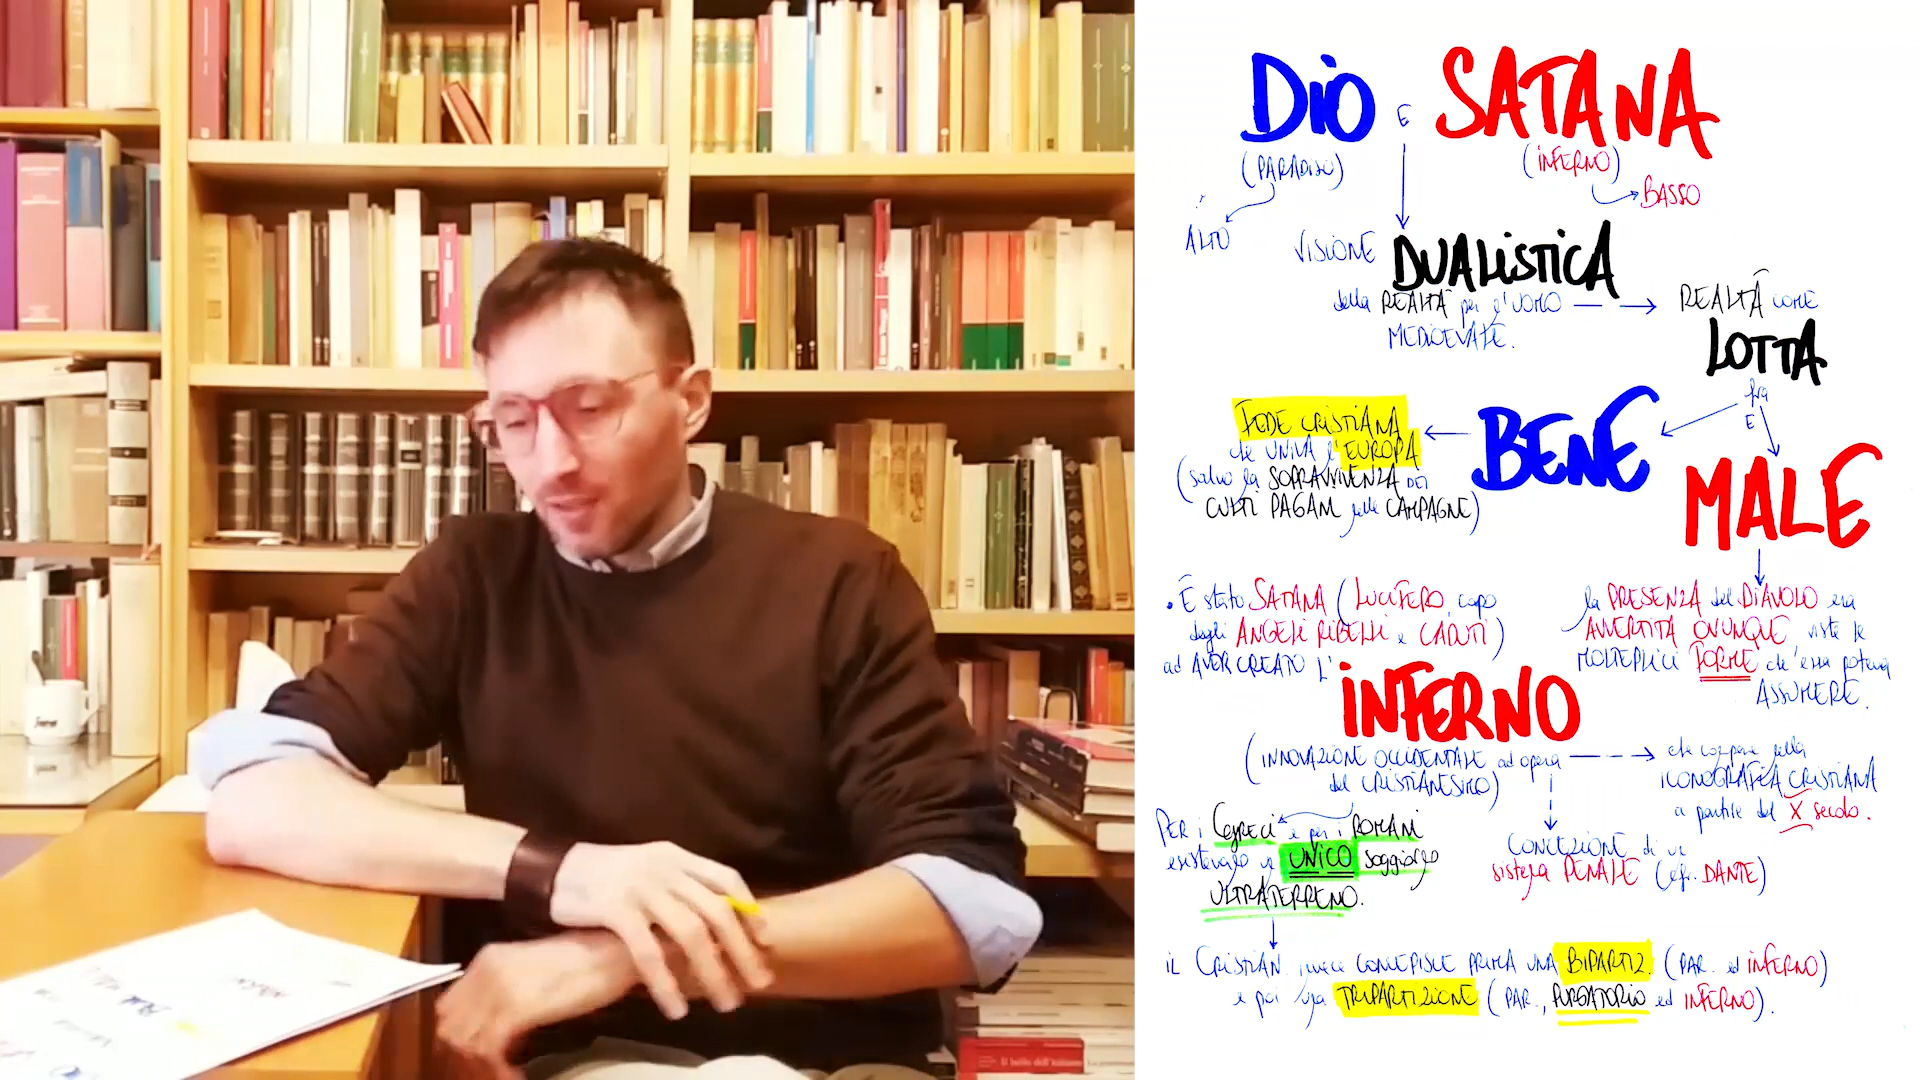 DIO E SATANA
(PARADISO) (INFERNO)
BASSO
ALTO
VISIONE DUALISTICA
della REALTÀ per l'UOMO REALTÀ come
MEDIOEVALE. LOTTA
fra
E
FEDE CRISTIANA BENE
che UNIVA l'EUROPA MALE
(salvo la SOPRAVVIVENZA DEI
CULTI PAGANI nelle CAMPAGNE)
• È stato SATANA (LUCIFERO, capo
degli ANGELI RIBELLI e CADUTI)
ad AVER CREATO L'
INFERNO
la PRESENZA del DIAVOLO era
AVVERTITA OVUNQUE, viste le
MOLTEPLICI FORME ch'essa poteva
ASSUMERE.
(INNOVAZIONE OCCIDENTALE ad opera
del CRISTIANESIMO)
che compare nella
ICONOGRAFIA CRISTIANA
a partire dal X secolo.
PER i GRECI e per i ROMANI
esistevano un UNICO soggiorno
ULTRATERRENO.
CONCEZIONE di un
sistema PENALE (cfr. DANTE)
IL CRISTIAN. invece CONCEPISCE PRIMA UNA BIPARTIZ. (PAR. ed INFERNO)
e poi una TRIPARTIZIONE (PAR., PURGATORIO ed INFERNO).